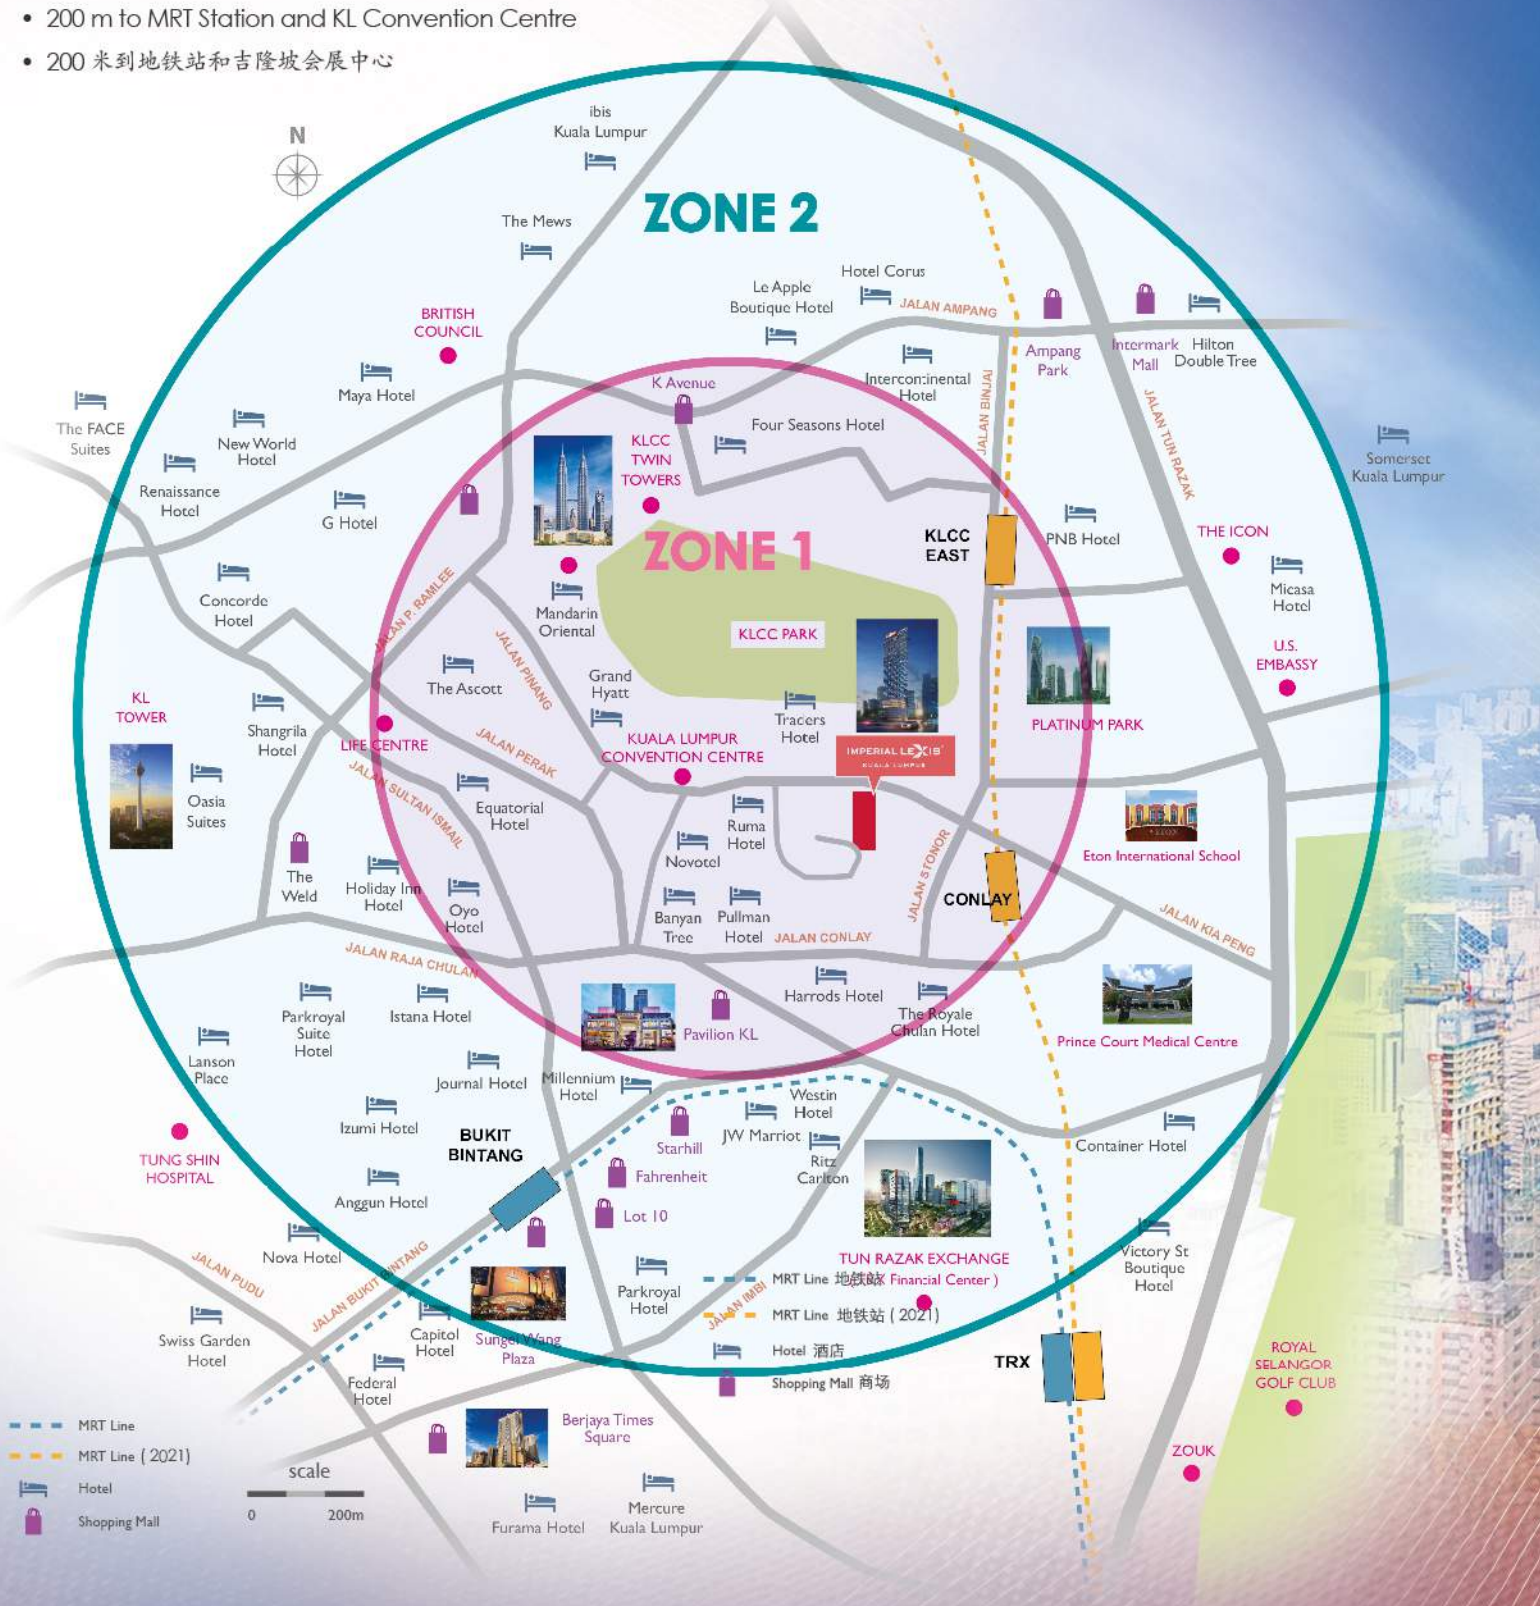 • 200 m to MRT Station and KL Convention Centre
• 200 米到地铁站和吉隆坡会展中心
N
ibis
Kuala Lumpur
ZONE 2
The Mews
Hotel Corus
Le Apple
Boutique Hotel
JALAN AMPANG
BRITISH
COUNCIL
Ampang
Park
Intermark
Mall
Hilton
Double Tree
Maya Hotel
K Avenue
Intercontinental
Hotel
JALAN BINJAI
JALAN TUN RAZAK
The FACE
Suites
New World
Hotel
Four Seasons Hotel
KLCC
TWIN
TOWERS
Somerset
Kuala Lumpur
Renaissance
Hotel
G Hotel
ZONE 1
KLCC
EAST
PNB Hotel
THE ICON
Micasa
Hotel
Concorde
Hotel
JALAN P. RAMLEE
Mandarin
Oriental
KLCC PARK
U.S.
EMBASSY
JALAN PINANG
The Ascott
Grand
Hyatt
KL
TOWER
Shangrila
Hotel
LIFE CENTRE
JALAN PERAK
KUALA LUMPUR
CONVENTION CENTRE
Traders
Hotel
IMPERIAL LEXIS
KUALA LUMPUR
PLATINUM PARK
JALAN SULTAN ISMAIL
Oasia
Suites
Equatorial
Hotel
Ruma
Hotel
Novotel
Eton International School
JALAN STONOR
The
Weld
Holiday Inn
Hotel
Oyo
Hotel
Banyan
Tree
Pullman
Hotel
JALAN CONLAY
CONLAY
JALAN KIA PENG
JALAN RAJA CHULAN
Harrods Hotel
The Royale
Chulan Hotel
Parkroyal
Suite
Hotel
Istana Hotel
Pavilion KL
Prince Court Medical Centre
Lanson
Place
Journal Hotel
Millennium
Hotel
Westin
Hotel
Izumi Hotel
BUKIT
BINTANG
Starhill
JW Marriot
Ritz
Carlton
Container Hotel
TUNG SHIN
HOSPITAL
Fahrenheit
Anggun Hotel
Lot 10
Nova Hotel
JALAN PUDU
JALAN BUKIT BINTANG
Parkroyal
Hotel
TUN RAZAK EXCHANGE
Financial Center )
MRT Line 地铁站
JALAN IMBI
MRT Line 地铁站 ( 2021)
Victory St
Boutique
Hotel
Swiss Garden
Hotel
Capitol
Hotel
Sungei Wang
Plaza
Hotel 酒店
Shopping Mall 商场
TRX
ROYAL
SELANGOR
GOLF CLUB
Federal
Hotel
MRT Line
MRT Line ( 2021)
Hotel
Shopping Mall
scale
0 200m
Berjaya Times
Square
ZOUK
Furama Hotel
Mercure
Kuala Lumpur